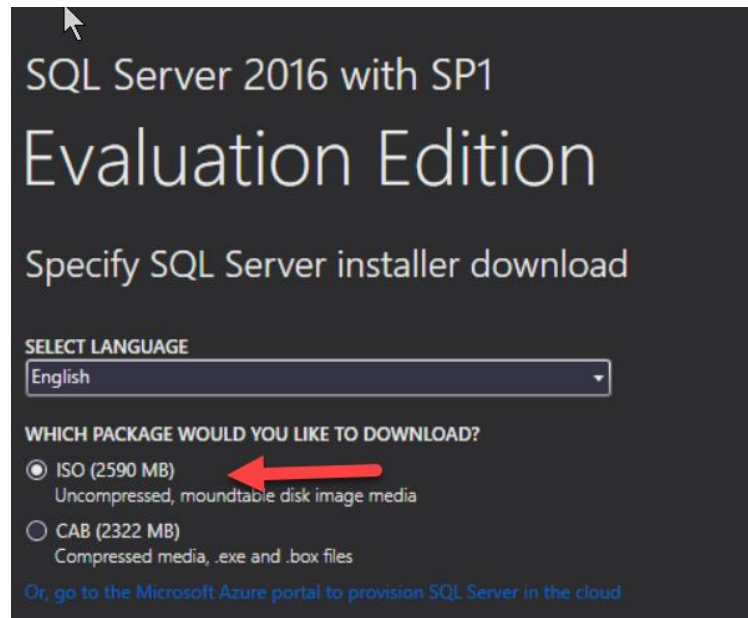 SQL Server 2016 with SP1
Evaluation Edition
Specify SQL Server installer download
SELECT LANGUAGE
English
WHICH PACKAGE WOULD YOU LIKE TO DOWNLOAD?
ISO (2590 MB)
Uncompressed, moundtable disk image media
CAB (2322 MB)
Compressed media, .exe and .box files
Or, go to the Microsoft Azure portal to provision SQL Server in the cloud